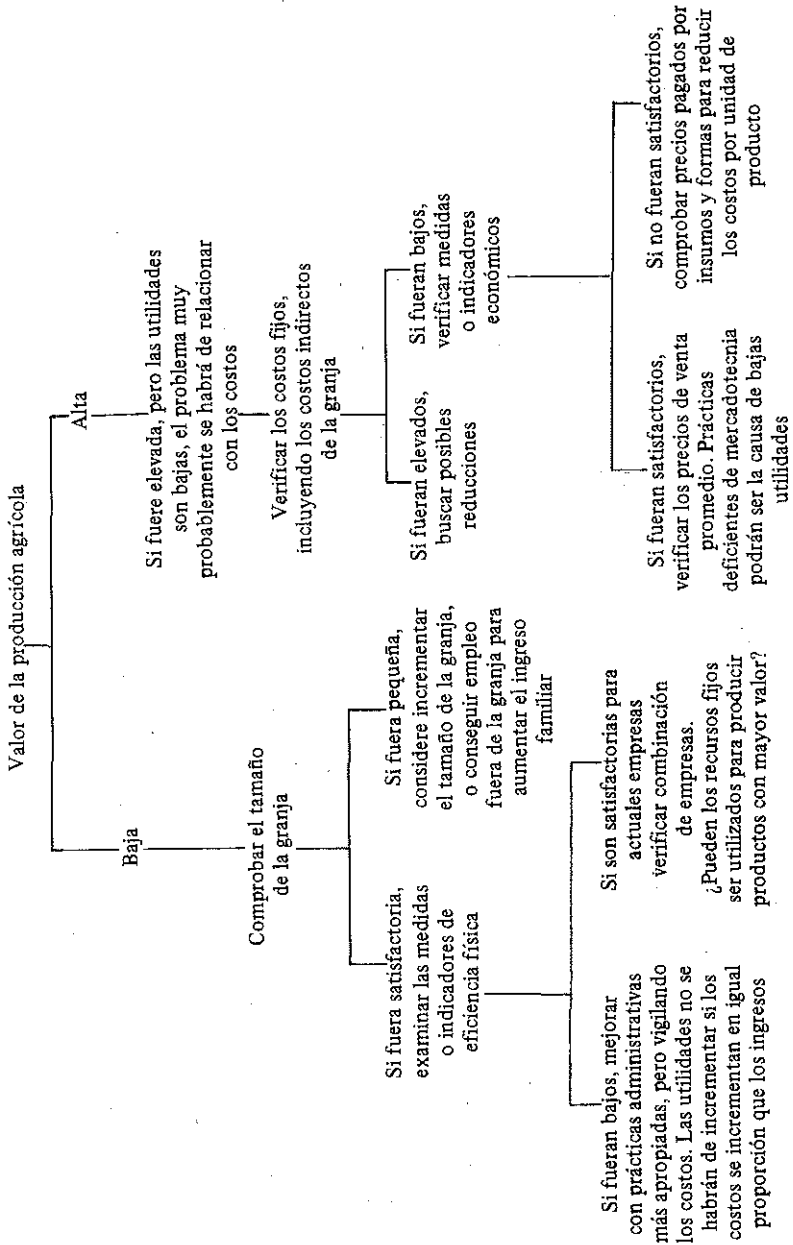 Valor de la producción agrícola
Baja
Comprobar el tamaño
de la granja
Si fuera satisfactoria,
examinar las medidas
o indicadores de
eficiencia física
Si fueran bajos, mejorar
con prácticas administrativas
más apropiadas, pero vigilando
los costos. Las utilidades no se
habrán de incrementar si los
costos se incrementan en igual
proporción que los ingresos
Si son satisfactorias para
actuales empresas
verificar combinación
de empresas.
¿Pueden los recursos fijos
ser utilizados para producir
productos con mayor valor?
Si fuera pequeña,
considere incrementar
el tamaño de la granja,
o conseguir empleo
fuera de la granja para
aumentar el ingreso
familiar
Alta
Si fuere elevada, pero las utilidades
son bajas, el problema muy
probablemente se habrá de relacionar
con los costos
Verificar los costos fijos,
incluyendo los costos indirectos
de la granja
Si fueran elevados,
buscar posibles
reducciones
Si fueran bajos,
verificar medidas
o indicadores
económicos
Si fueran satisfactorios,
verificar los precios de venta
promedio. Prácticas
deficientes de mercadotecnia
podrán ser la causa de bajas
utilidades
Si no fueran satisfactorios,
comprobar precios pagados por
insumos y formas para reducir
los costos por unidad de
producto